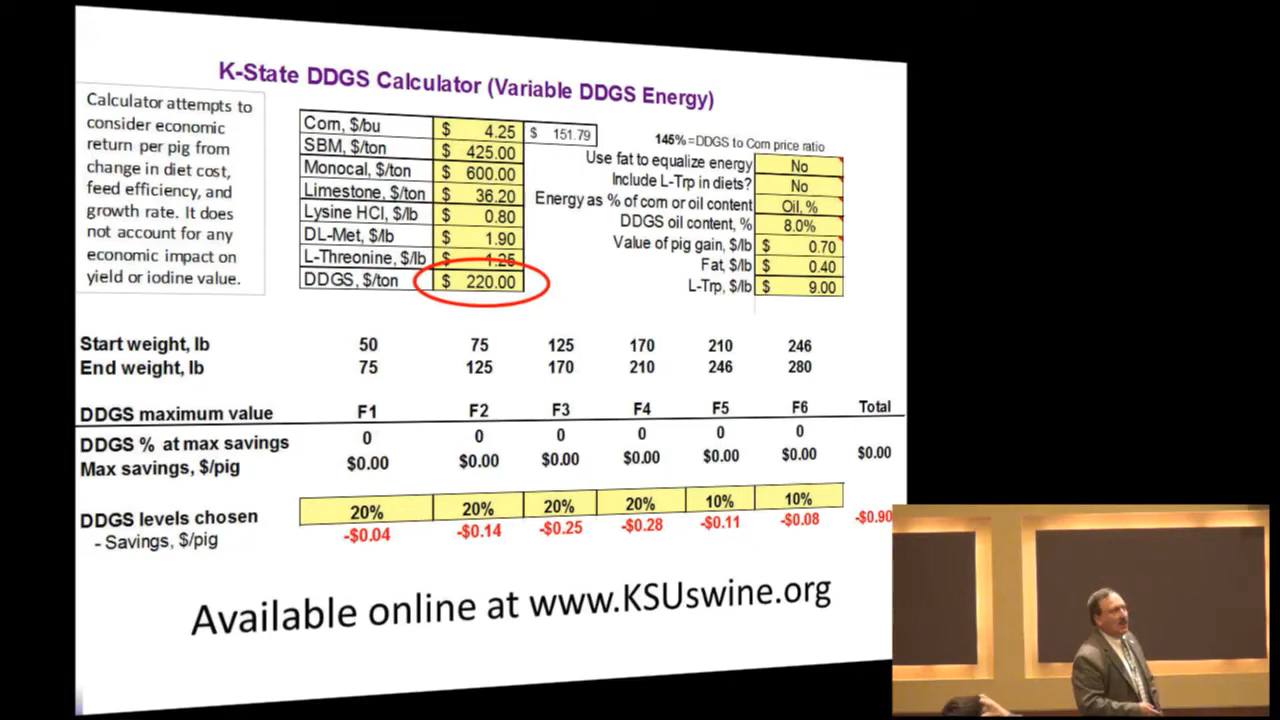 K-State DDGS Calculator (Variable DDGS Energy)
Calculator attempts to
consider economic
return per pig from
change in diet cost,
feed efficiency, and
growth rate. It does
not account for any
economic impact on
yield or iodine value.
Corn, $/bu $ 4.25 $ 151.79
SBM, $/ton $ 425.00
Monocal, $/ton $ 600.00
Limestone, $/ton $ 36.20
Lysine HCl, $/lb $ 0.80
DL-Met, $/lb $ 1.90
L-Threonine, $/lb $ 1.25
DDGS, $/ton $ 220.00
145% =DDGS to Corn price ratio
Use fat to equalize energy No
Include L-Trp in diets? No
Energy as % of corn or oil content Oil, %
DDGS oil content, % 8.0%
Value of pig gain, $/lb $ 0.70
Fat, $/lb $ 0.40
L-Trp, $/lb $ 9.00
Start weight, lb 50 75 125 170 210 246
End weight, lb 75 125 170 210 246 280
DDGS maximum value F1 F2 F3 F4 F5 F6 Total
DDGS % at max savings 0 0 0 0 0 0
Max savings, $/pig $0.00 $0.00 $0.00 $0.00 $0.00 $0.00 $0.00
DDGS levels chosen 20% 20% 20% 20% 10% 10%
- Savings, $/pig -$0.04 -$0.14 -$0.25 -$0.28 -$0.11 -$0.08 -$0.90
Available online at www.KSUswine.org